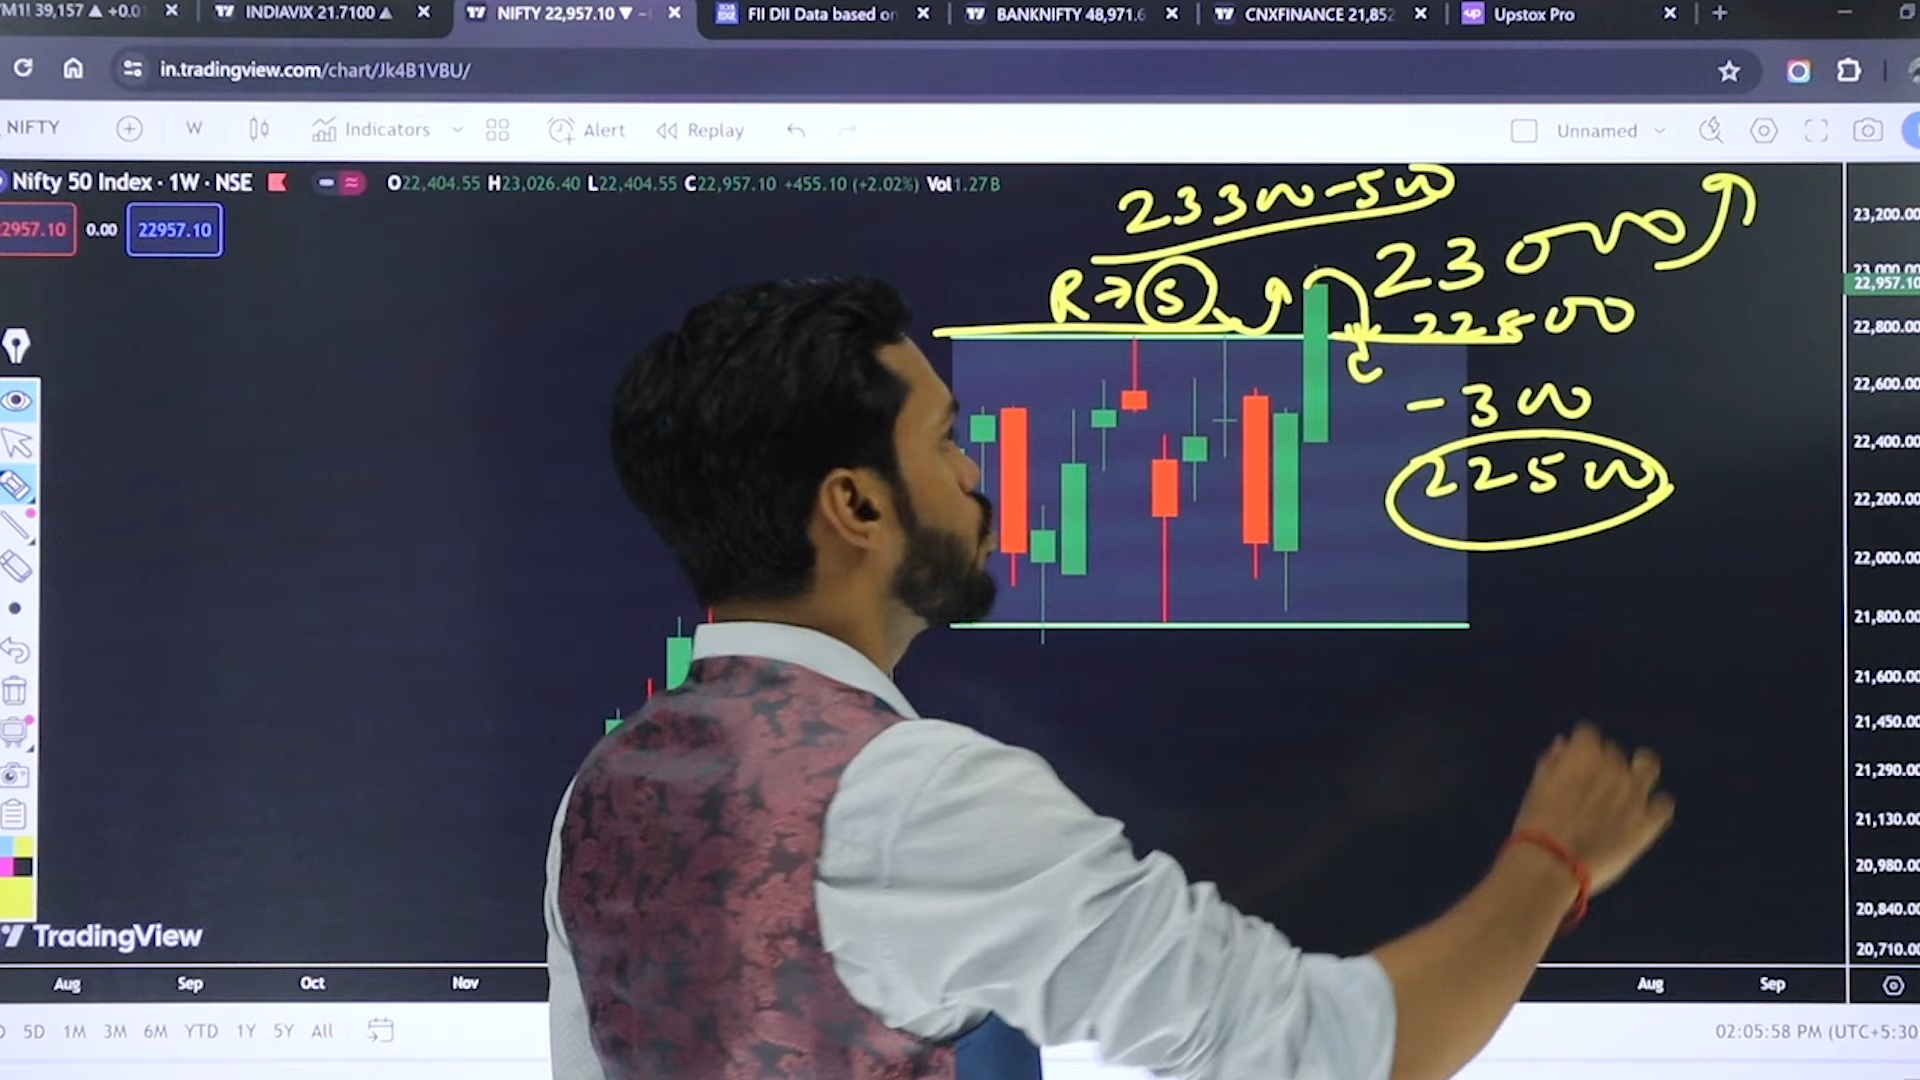 M1! 39,157 ▲ +0.0
INDIAVIX 21.7100 ▲
NIFTY 22,957.10 ▼ −
FII DII Data based on
BANKNIFTY 48,971.6
CNXFINANCE 21,852
up Upstox Pro
in.tradingview.com/chart/Jk4B1VBU/
NIFTY
W
Indicators
Alert
Replay
Unnamed
Nifty 50 Index · 1W · NSE
O22,404.55 H23,026.40 L22,404.55 C22,957.10 +455.10 (+2.02%) Vol 1.27 B
22957.10 0.00 22957.10
23300-500
23000
R→S
22800
-300
22500
23,200.00
23,000.00
22,957.10
22,800.00
22,600.00
22,400.00
22,200.00
22,000.00
21,800.00
21,600.00
21,450.00
21,290.00
21,130.00
20,980.00
20,840.00
20,710.00
TradingView
Aug Sep Oct Nov Aug Sep
5D 1M 3M 6M YTD 1Y 5Y All
02:05:58 PM (UTC+5:30